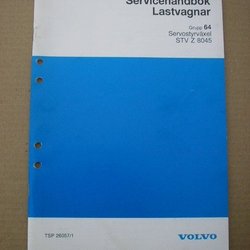 Servicehandbok
Lastvagnar
Grupp 64
Servostyrväxel
STV Z 8045
TSP 26057/1
VOLVO